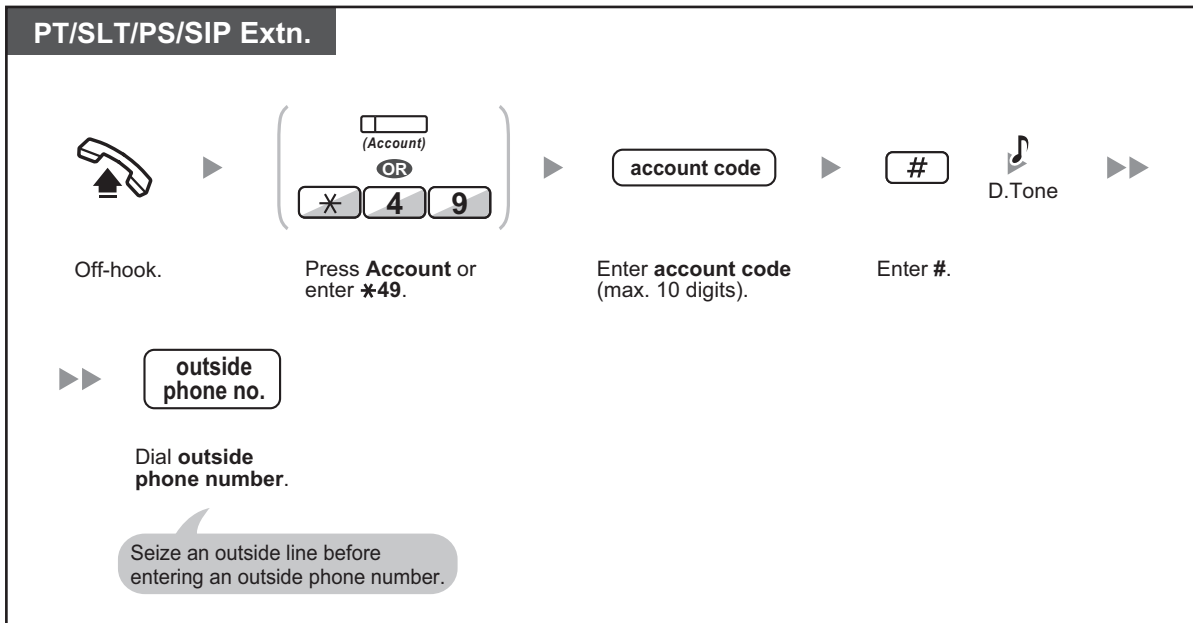 PT/SLT/PS/SIP Extn.
(Account)
OR
* 4 9
account code
#
D.Tone
Off-hook.
Press Account or
enter *49.
Enter account code
(max. 10 digits).
Enter #.
outside
phone no.
Dial outside
phone number.
Seize an outside line before
entering an outside phone number.